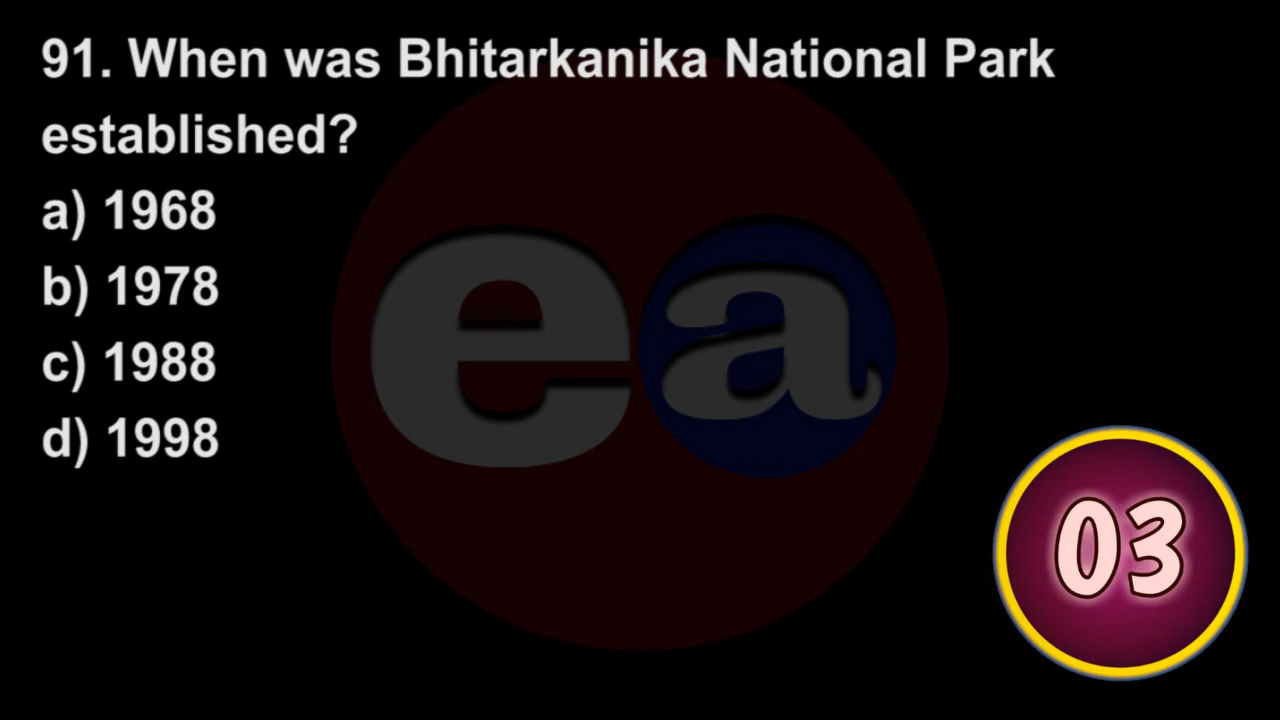 91. When was Bhitarkanika National Park
established?
a) 1968
b) 1978
c) 1988
d) 1998
ea
03